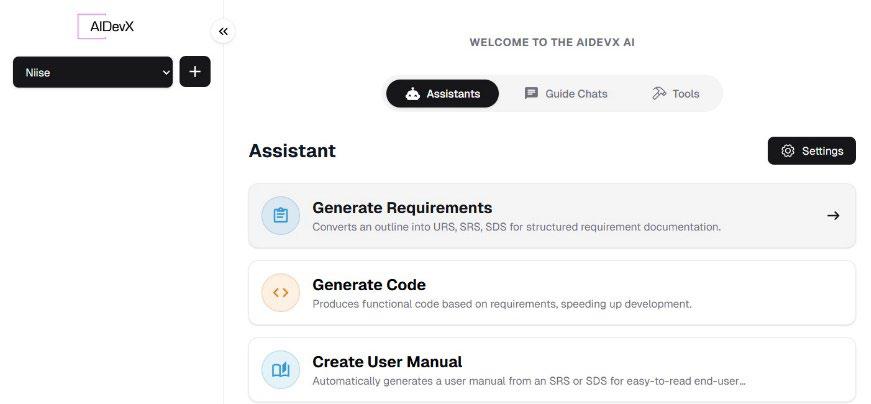 AIDevX
Niise
WELCOME TO THE AIDEVX AI
Assistants
Guide Chats
Tools
Assistant
Settings
Generate Requirements
Converts an outline into URS, SRS, SDS for structured requirement documentation.
Generate Code
Produces functional code based on requirements, speeding up development.
Create User Manual
Automatically generates a user manual from an SRS or SDS for easy-to-read end-user...